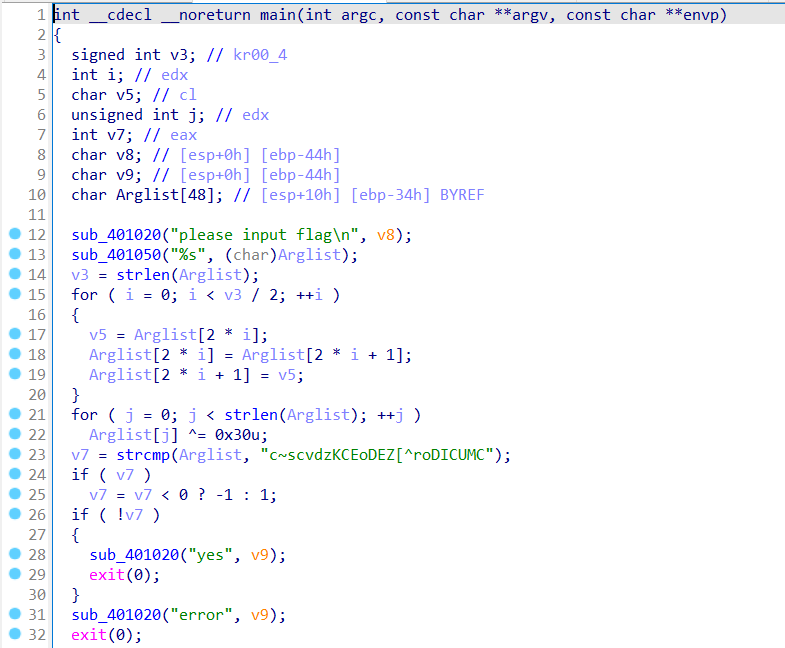 1 int __cdecl __noreturn main(int argc, const char **argv, const char **envp)
2 {
3 signed int v3; // kr00_4
4 int i; // edx
5 char v5; // cl
6 unsigned int j; // edx
7 int v7; // eax
8 char v8; // [esp+0h] [ebp-44h]
9 char v9; // [esp+0h] [ebp-44h]
10 char Arglist[48]; // [esp+10h] [ebp-34h] BYREF
11
12 sub_401020("please input flag\n", v8);
13 sub_401050("%s", (char)Arglist);
14 v3 = strlen(Arglist);
15 for ( i = 0; i < v3 / 2; ++i )
16 {
17 v5 = Arglist[2 * i];
18 Arglist[2 * i] = Arglist[2 * i + 1];
19 Arglist[2 * i + 1] = v5;
20 }
21 for ( j = 0; j < strlen(Arglist); ++j )
22 Arglist[j] ^= 0x30u;
23 v7 = strcmp(Arglist, "c~scvdzKCEoDEZ[^roDICUMC");
24 if ( v7 )
25 v7 = v7 < 0 ? -1 : 1;
26 if ( !v7 )
27 {
28 sub_401020("yes", v9);
29 exit(0);
30 }
31 sub_401020("error", v9);
32 exit(0);